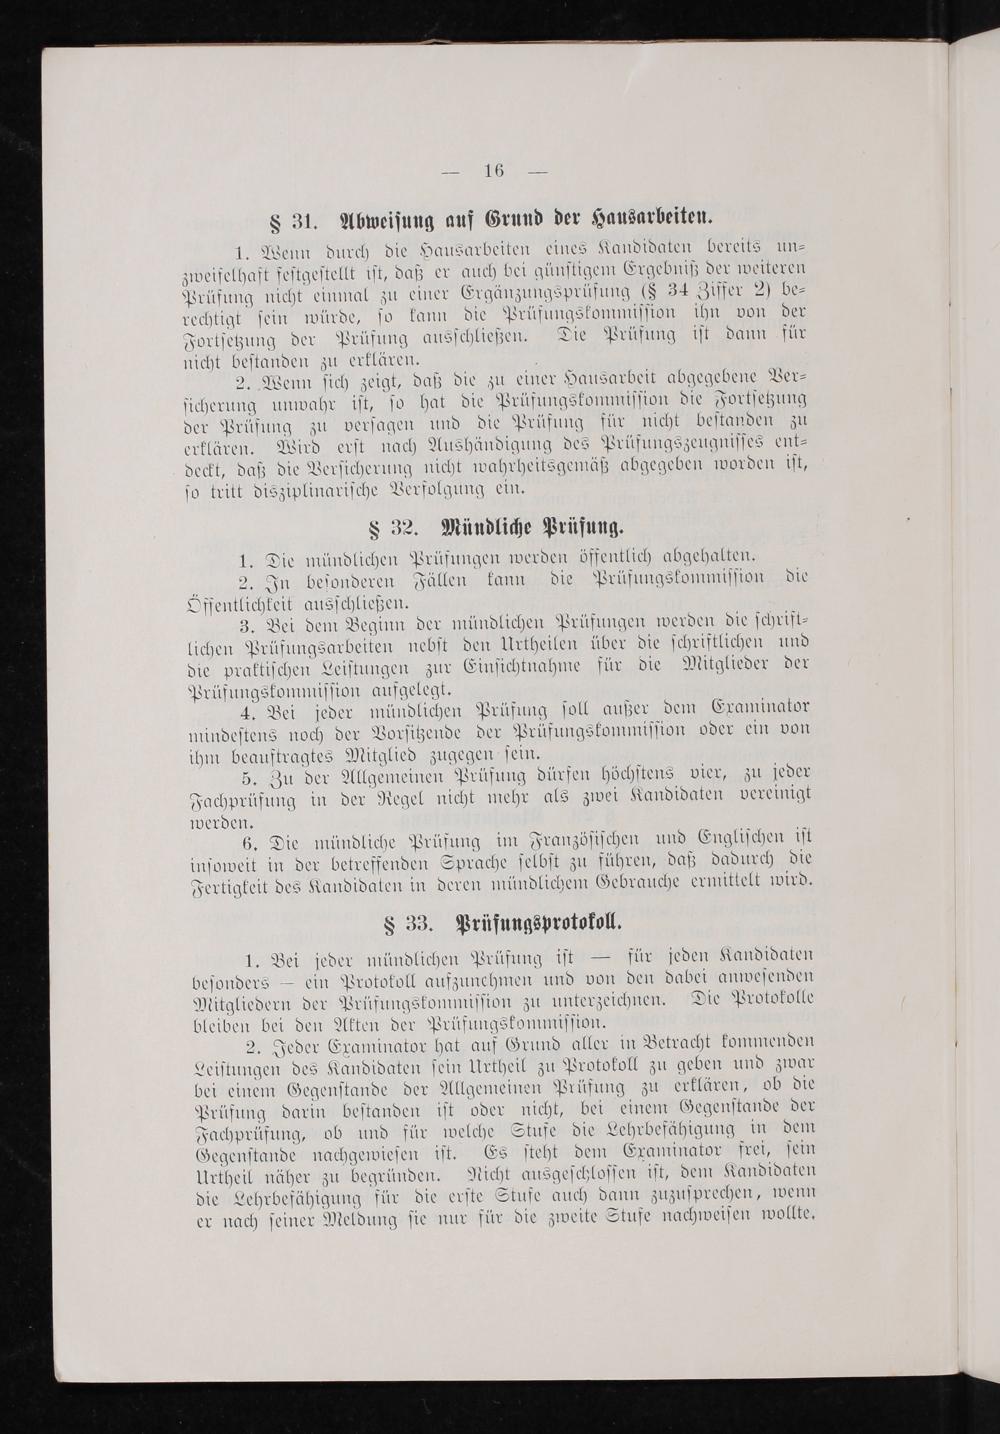 — 16 —
§ 31. Abweisung auf Grund der Hausarbeiten.
1. Wenn durch die Hausarbeiten eines Kandidaten bereits un-
zweifelhaft festgestellt ist, daß er auch bei günstigem Ergebniß der weiteren
Prüfung nicht einmal zu einer Ergänzungsprüfung (§ 34 Ziffer 2) be-
rechtigt sein würde, so kann die Prüfungskommission ihn von der
Fortsetzung der Prüfung ausschließen. Die Prüfung ist dann für
nicht bestanden zu erklären.
2. Wenn sich zeigt, daß die zu einer Hausarbeit abgegebene Ver-
sicherung unwahr ist, so hat die Prüfungskommission die Fortsetzung
der Prüfung zu versagen und die Prüfung für nicht bestanden zu
erklären. Wird erst nach Aushändigung des Prüfungszeugnisses ent-
deckt, daß die Versicherung nicht wahrheitsgemäß abgegeben worden ist,
so tritt disziplinarische Verfolgung ein.
§ 32. Mündliche Prüfung.
1. Die mündlichen Prüfungen werden öffentlich abgehalten.
2. In besonderen Fällen kann die Prüfungskommission die
Öffentlichkeit ausschließen.
3. Bei dem Beginn der mündlichen Prüfungen werden die schrift-
lichen Prüfungsarbeiten nebst den Urtheilen über die schriftlichen und
die praktischen Leistungen zur Einsichtnahme für die Mitglieder der
Prüfungskommission aufgelegt.
4. Bei jeder mündlichen Prüfung soll außer dem Examinator
mindestens noch der Vorsitzende der Prüfungskommission oder ein von
ihm beauftragtes Mitglied zugegen sein.
5. Zu der Allgemeinen Prüfung dürfen höchstens vier, zu jeder
Fachprüfung in der Regel nicht mehr als zwei Kandidaten vereinigt
werden.
6. Die mündliche Prüfung im Französischen und Englischen ist
insoweit in der betreffenden Sprache selbst zu führen, daß dadurch die
Fertigkeit des Kandidaten in deren mündlichem Gebrauche ermittelt wird.
§ 33. Prüfungsprotokoll.
1. Bei jeder mündlichen Prüfung ist — für jeden Kandidaten
besonders — ein Protokoll aufzunehmen und von den dabei anwesenden
Mitgliedern der Prüfungskommission zu unterzeichnen. Die Protokolle
bleiben bei den Akten der Prüfungskommission.
2. Jeder Examinator hat auf Grund aller in Betracht kommenden
Leistungen des Kandidaten sein Urtheil zu Protokoll zu geben und zwar
bei einem Gegenstande der Allgemeinen Prüfung zu erklären, ob die
Prüfung darin bestanden ist oder nicht, bei einem Gegenstande der
Fachprüfung, ob und für welche Stufe die Lehrbefähigung in dem
Gegenstande nachgewiesen ist. Es steht dem Examinator frei, sein
Urtheil näher zu begründen. Nicht ausgeschlossen ist, dem Kandidaten
die Lehrbefähigung für die erste Stufe auch dann zuzusprechen, wenn
er nach seiner Meldung sie nur für die zweite Stufe nachweisen wollte.